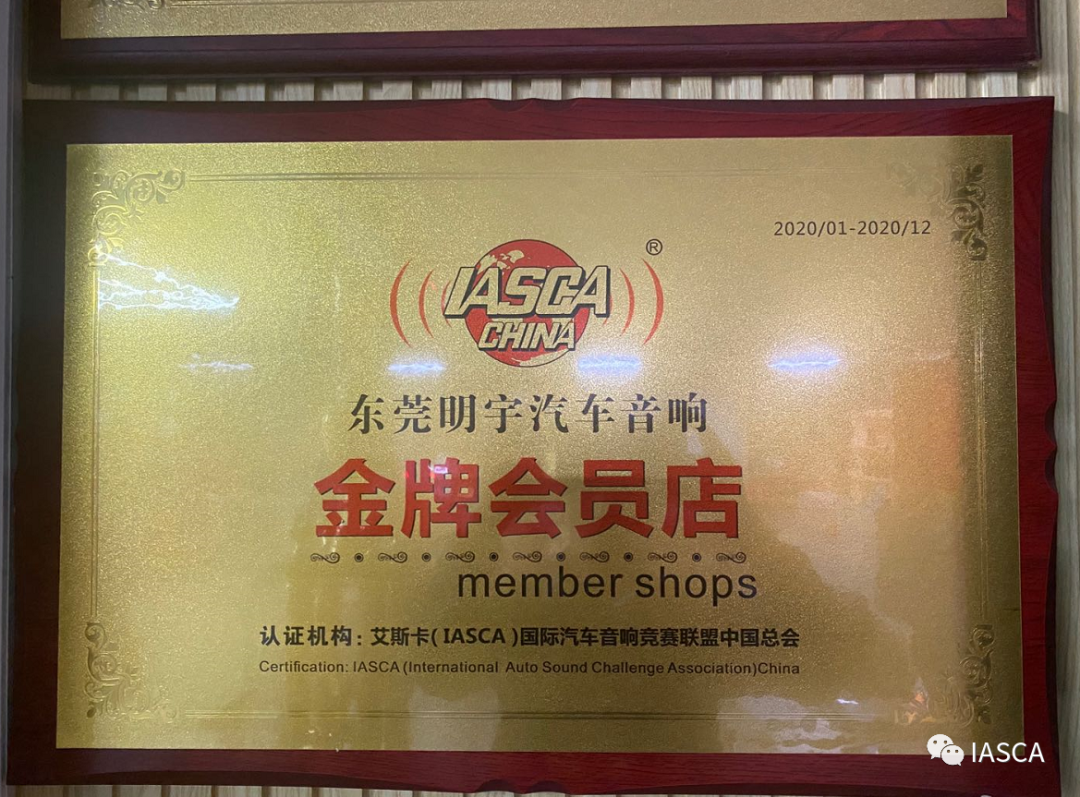 2020/01-2020/12
IASCA ®
CHINA
东莞明宇汽车音响
金牌会员店
member shops
认证机构：艾斯卡(IASCA)国际汽车音响竞赛联盟中国总会
Certification: IASCA (International Auto Sound Challenge Association)China
IASCA